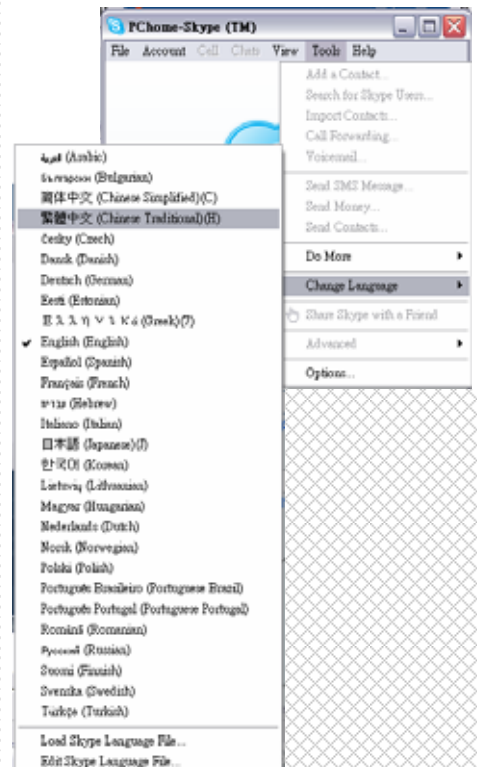 PChome-Skype (TM)
File Account Call Chats View Tools Help
Add a Contact...
Search for Skype Users...
Import Contacts...
Call Forwarding...
Voicemail...
Send SMS Message...
Send Money...
Send Contacts...
Do More
Change Language
Share Skype with a Friend
Advanced
Options...
العربية (Arabic)
Български (Bulgarian)
简体中文 (Chinese Simplified)(C)
繁體中文 (Chinese Traditional)(H)
Česky (Czech)
Dansk (Danish)
Deutsch (German)
Eesti (Estonian)
Ελληνικά (Greek)(7)
English (English)
Español (Spanish)
Français (French)
עברית (Hebrew)
Italiano (Italian)
日本語 (Japanese)(J)
한국어 (Korean)
Lietuvių (Lithuanian)
Magyar (Hungarian)
Nederlands (Dutch)
Norsk (Norwegian)
Polski (Polish)
Português Brasileiro (Portuguese Brazil)
Português Portugal (Portuguese Portugal)
Română (Romanian)
Русский (Russian)
Suomi (Finnish)
Svenska (Swedish)
Türkçe (Turkish)
Load Skype Language File...
Edit Skype Language File...